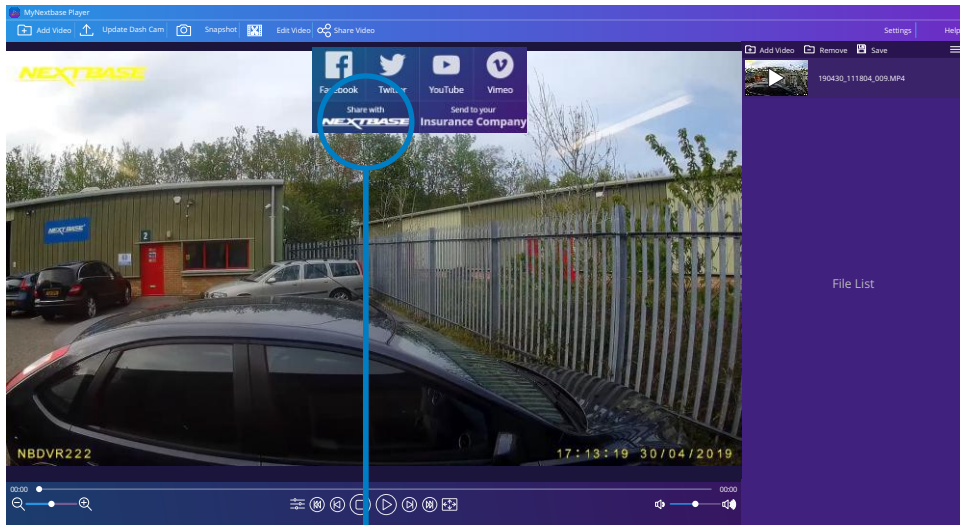 MyNextbase Player
Add Video Update Dash Cam Snapshot Edit Video Share Video Settings Help
Add Video Remove Save
190430_111804_009.MP4
File List
NEXTBASE
Facebook Twitter YouTube Vimeo
Share with Send to your
NEXTBASE Insurance Company
NEXTBASE
2
NBDVR222 17:13:19 30/04/2019
00:00 00:00